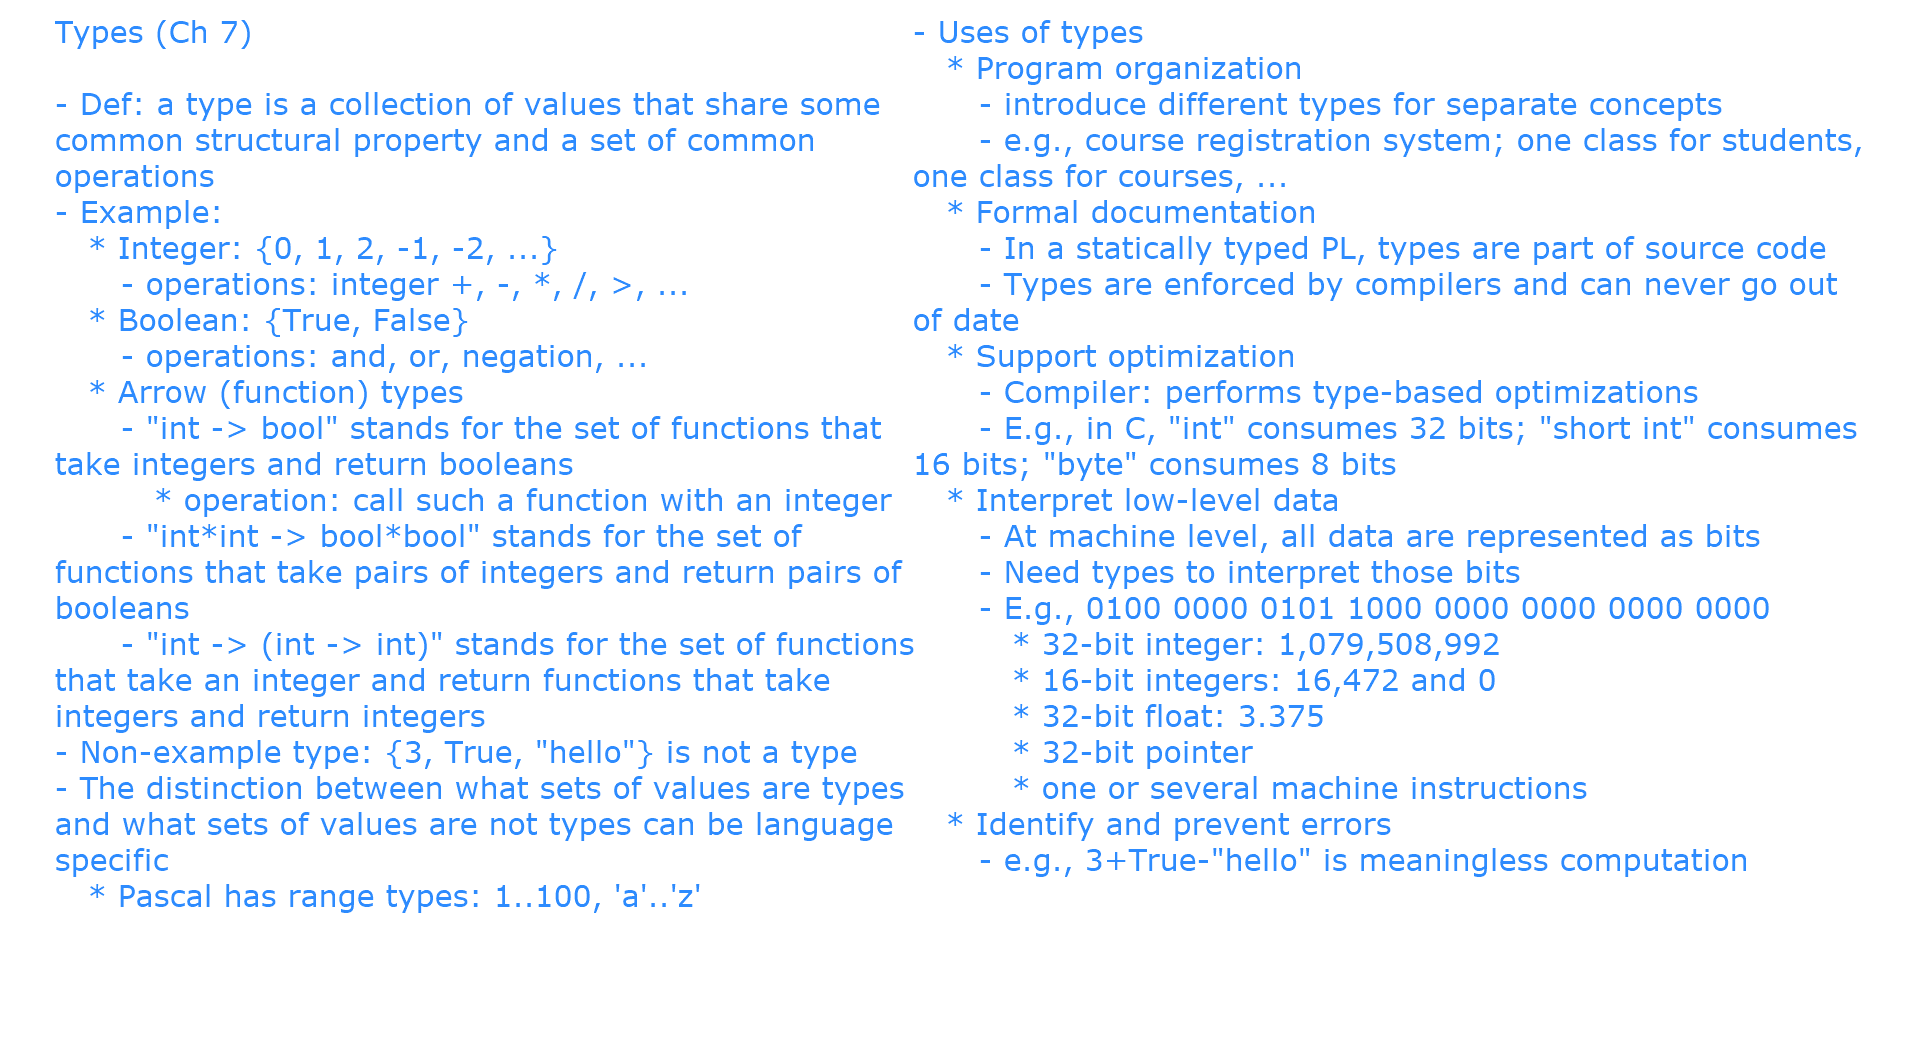 Types (Ch 7)
- Def: a type is a collection of values that share some
common structural property and a set of common
operations
- Example:
* Integer: {0, 1, 2, -1, -2, ...}
- operations: integer +, -, *, /, >, ...
* Boolean: {True, False}
- operations: and, or, negation, ...
* Arrow (function) types
- "int -> bool" stands for the set of functions that
take integers and return booleans
* operation: call such a function with an integer
- "int*int -> bool*bool" stands for the set of
functions that take pairs of integers and return pairs of
booleans
- "int -> (int -> int)" stands for the set of functions
that take an integer and return functions that take
integers and return integers
- Non-example type: {3, True, "hello"} is not a type
- The distinction between what sets of values are types
and what sets of values are not types can be language
specific
* Pascal has range types: 1..100, 'a'..'z'
- Uses of types
* Program organization
- introduce different types for separate concepts
- e.g., course registration system; one class for students,
one class for courses, ...
* Formal documentation
- In a statically typed PL, types are part of source code
- Types are enforced by compilers and can never go out
of date
* Support optimization
- Compiler: performs type-based optimizations
- E.g., in C, "int" consumes 32 bits; "short int" consumes
16 bits; "byte" consumes 8 bits
* Interpret low-level data
- At machine level, all data are represented as bits
- Need types to interpret those bits
- E.g., 0100 0000 0101 1000 0000 0000 0000 0000
* 32-bit integer: 1,079,508,992
* 16-bit integers: 16,472 and 0
* 32-bit float: 3.375
* 32-bit pointer
* one or several machine instructions
* Identify and prevent errors
- e.g., 3+True-"hello" is meaningless computation